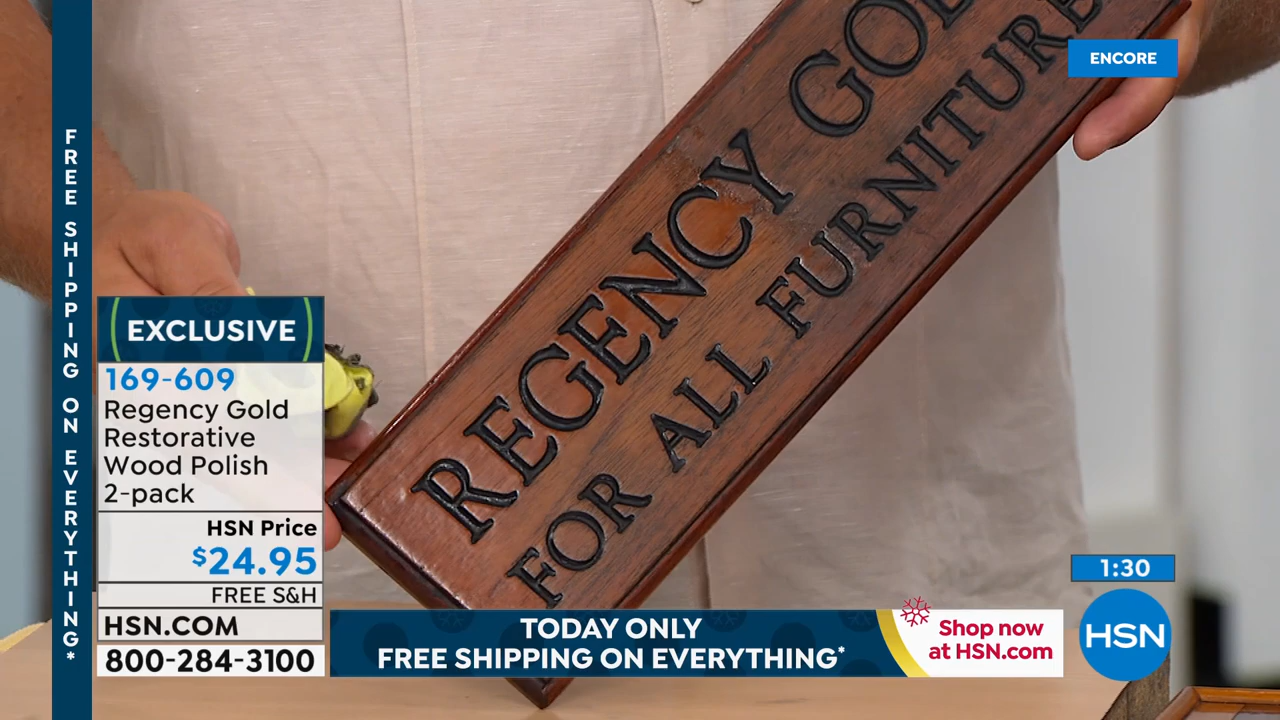 FREE SHIPPING ON EVERYTHING*
ENCORE
REGENCY GOL
FOR ALL FURNITURE
EXCLUSIVE
169-609
Regency Gold
Restorative
Wood Polish
2-pack
HSN Price
$24.95
FREE S&H
HSN.COM
800-284-3100
TODAY ONLY
FREE SHIPPING ON EVERYTHING*
Shop now
at HSN.com
1:30
HSN